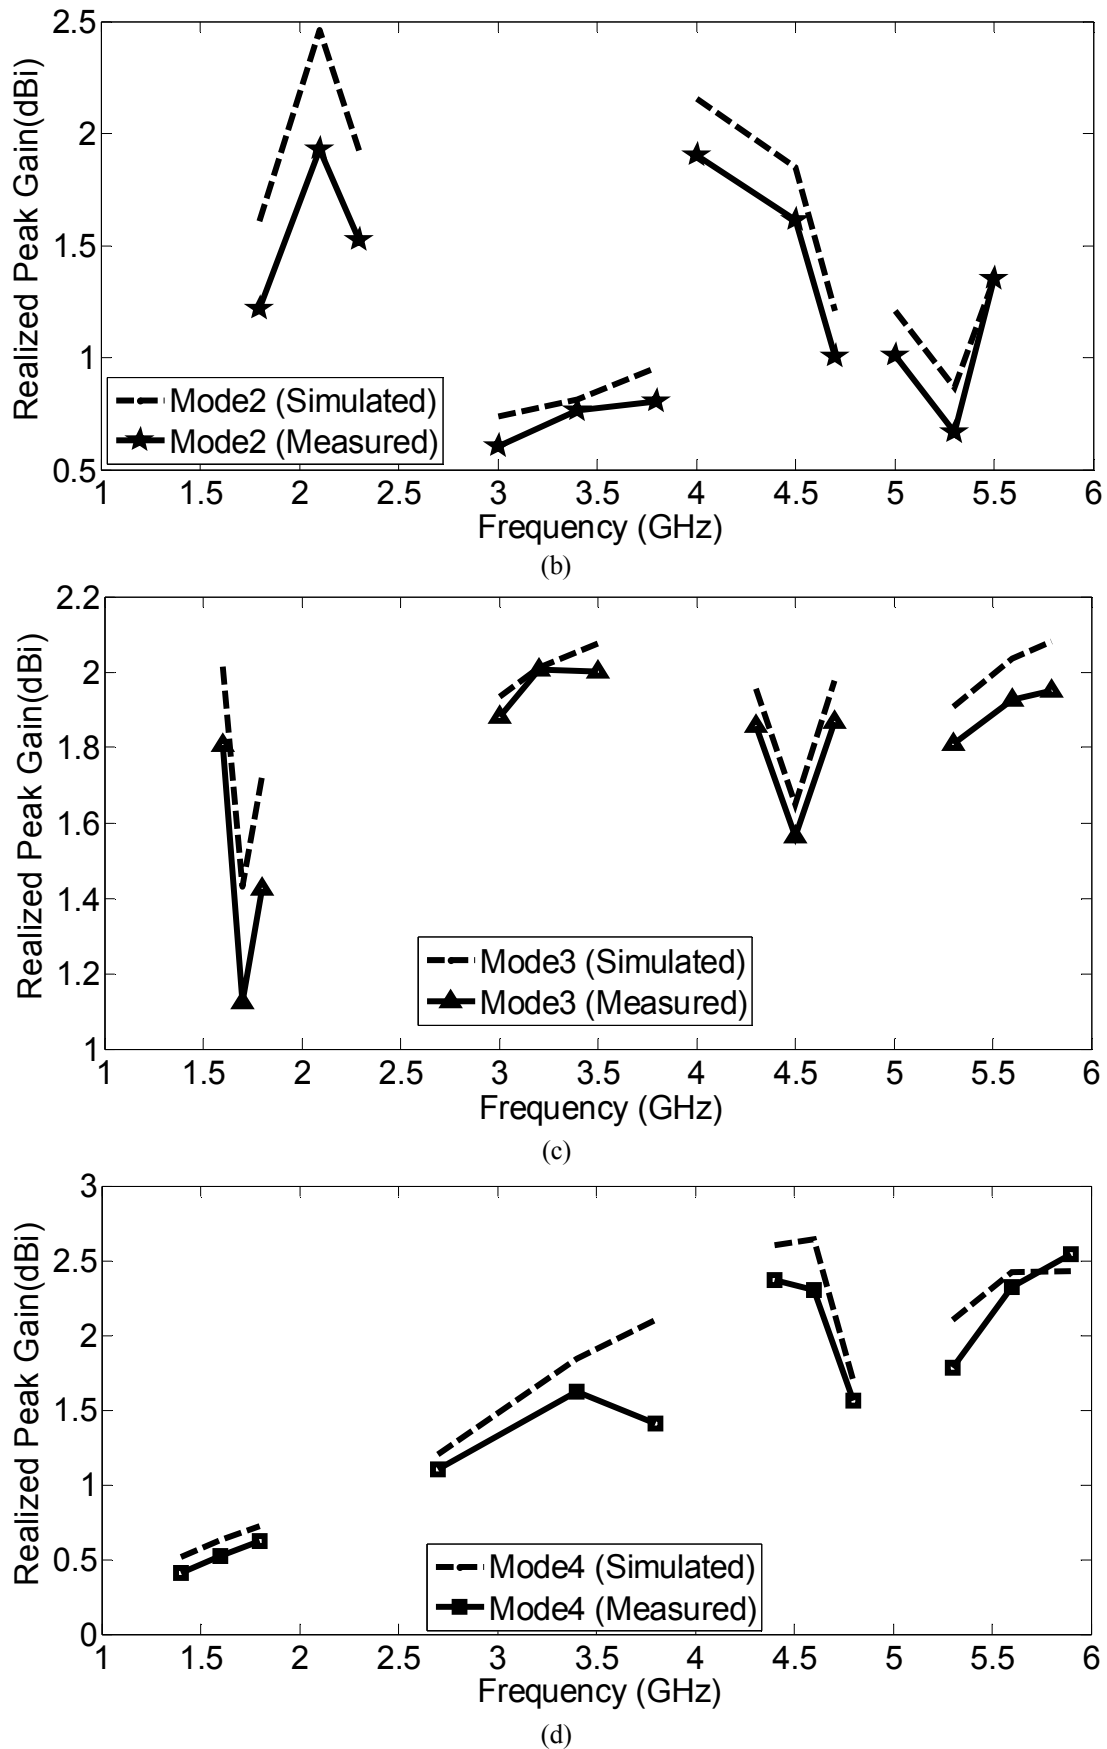 2.5
2
1.5
1
0.5
Realized Peak Gain(dBi)
Mode2 (Simulated)
Mode2 (Measured)
1 1.5 2 2.5 3 3.5 4 4.5 5 5.5 6
Frequency (GHz)
(b)
2.2
2
1.8
1.6
1.4
1.2
1
Realized Peak Gain(dBi)
Mode3 (Simulated)
Mode3 (Measured)
1 1.5 2 2.5 3 3.5 4 4.5 5 5.5 6
Frequency (GHz)
(c)
3
2.5
2
1.5
1
0.5
0
Realized Peak Gain(dBi)
Mode4 (Simulated)
Mode4 (Measured)
1 1.5 2 2.5 3 3.5 4 4.5 5 5.5 6
Frequency (GHz)
(d)